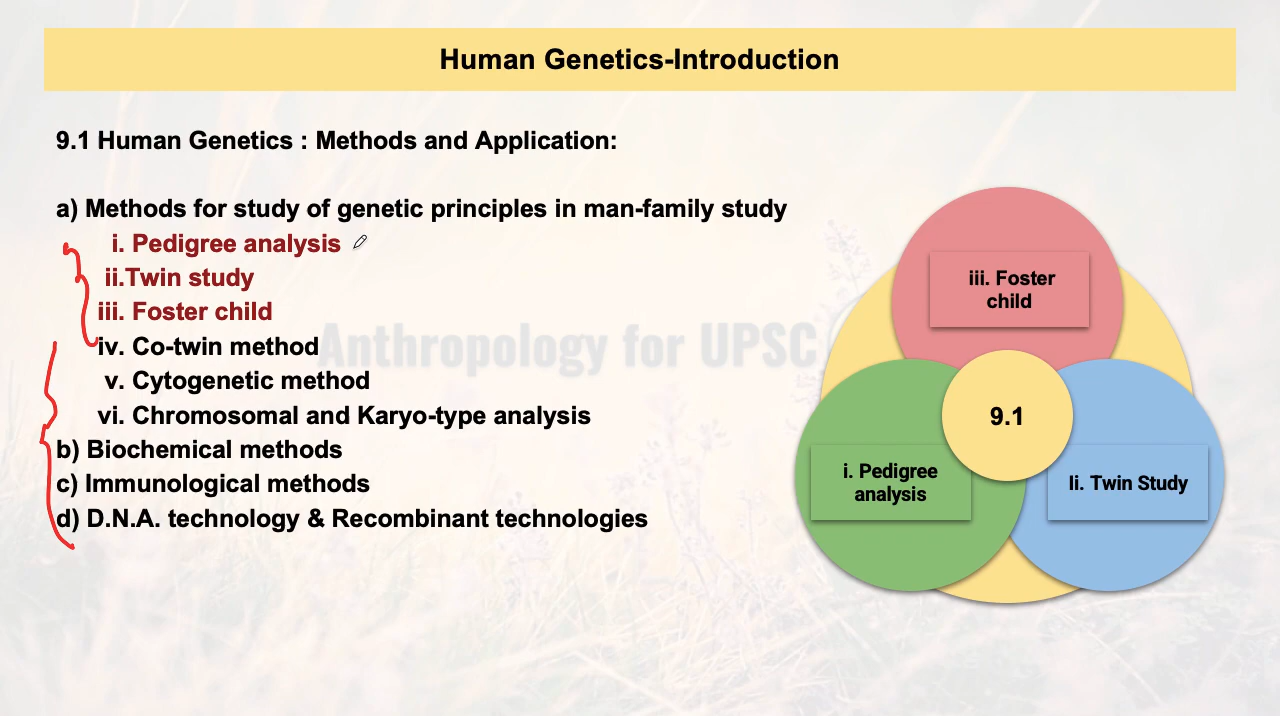 Human Genetics-Introduction
9.1 Human Genetics : Methods and Application:
a) Methods for study of genetic principles in man-family study
i. Pedigree analysis
ii.Twin study
iii. Foster child
iv. Co-twin method
v. Cytogenetic method
vi. Chromosomal and Karyo-type analysis
b) Biochemical methods
c) Immunological methods
d) D.N.A. technology & Recombinant technologies
Anthropology for UPSC
iii. Foster
child
9.1
i. Pedigree
analysis
Ii. Twin Study